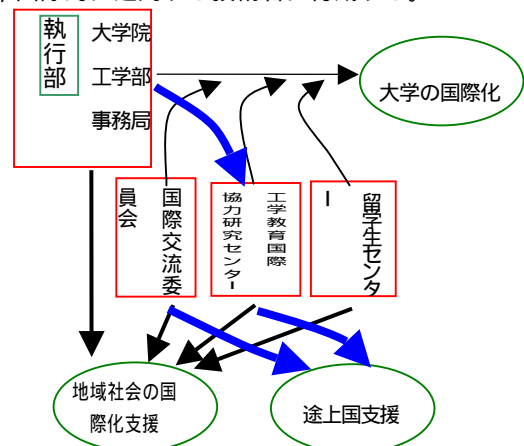 執行部
大学院
工学部
事務局
大学の国際化
国際交流委
員会
工学教育国際
協力研究センター
留学生センタ
ー
地域社会の国
際化支援
途上国支援